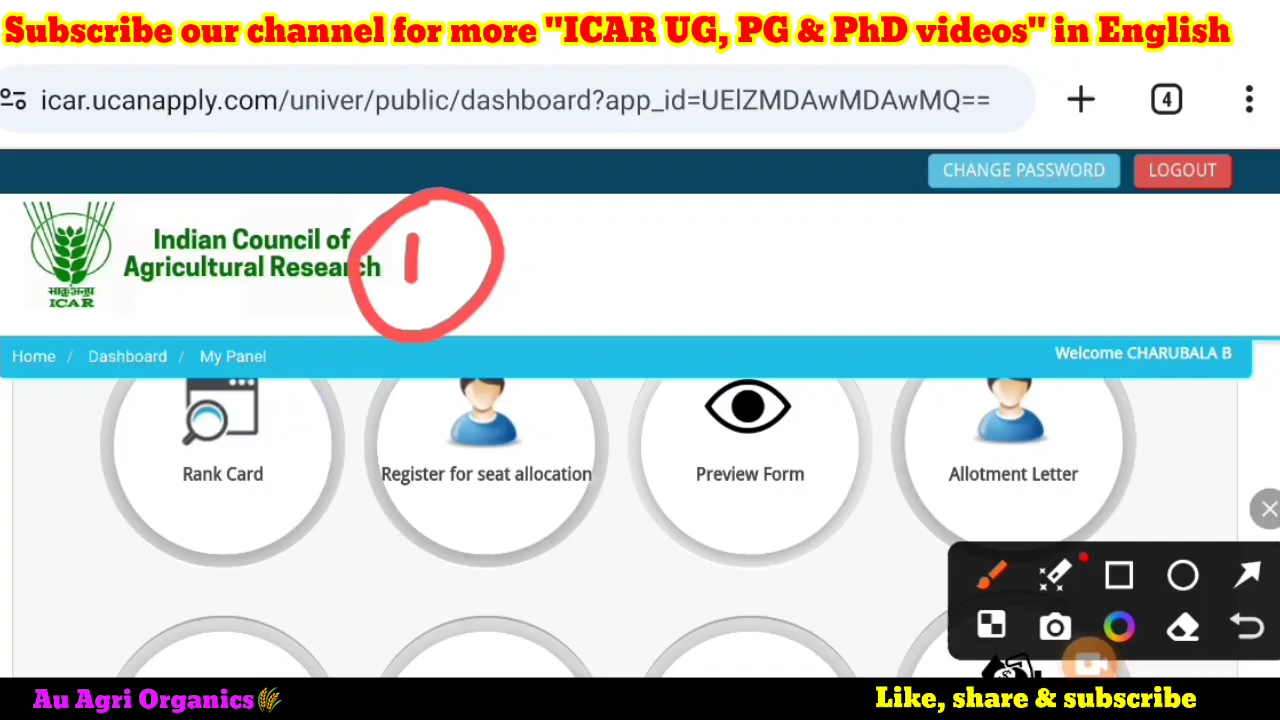 Subscribe our channel for more "ICAR UG, PG & PhD videos" in English
icar.ucanapply.com/univer/public/dashboard?app_id=UElZMDAwMDAwMQ==
4
CHANGE PASSWORD LOGOUT
Indian Council of
Agricultural Research
1
भाकृअनुप
ICAR
Home / Dashboard / My Panel
Welcome CHARUBALA B
Rank Card
Register for seat allocation
Preview Form
Allotment Letter
Au Agri Organics
Like, share & subscribe